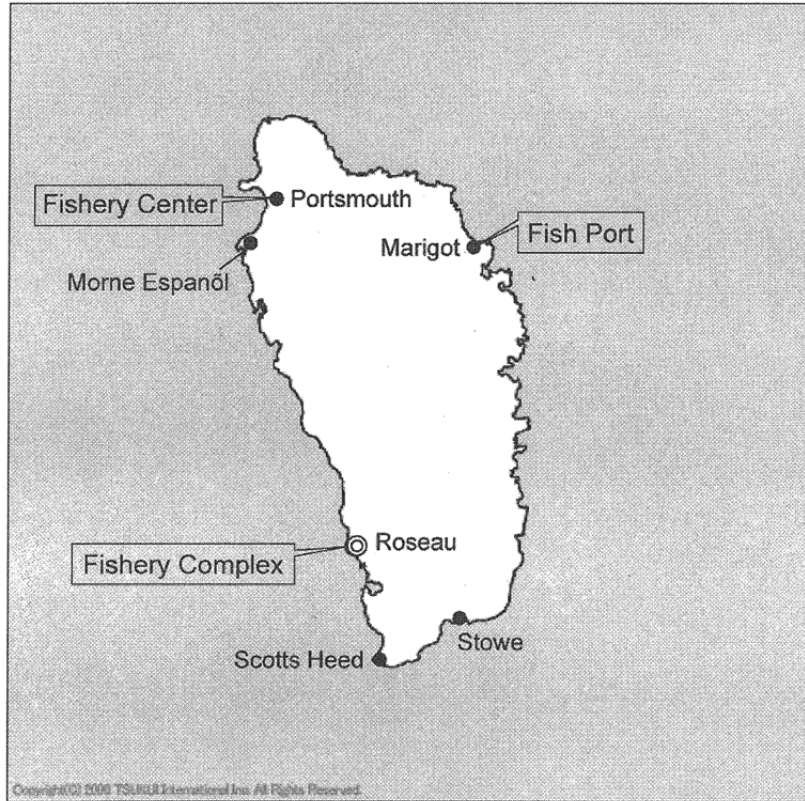 Fishery Center
Portsmouth
Marigot
Fish Port
Morne Espanõl
Roseau
Fishery Complex
Stowe
Scotts Heed
Copyright(C) 2000 TSUKUI International Inc. All Rights Reserved.